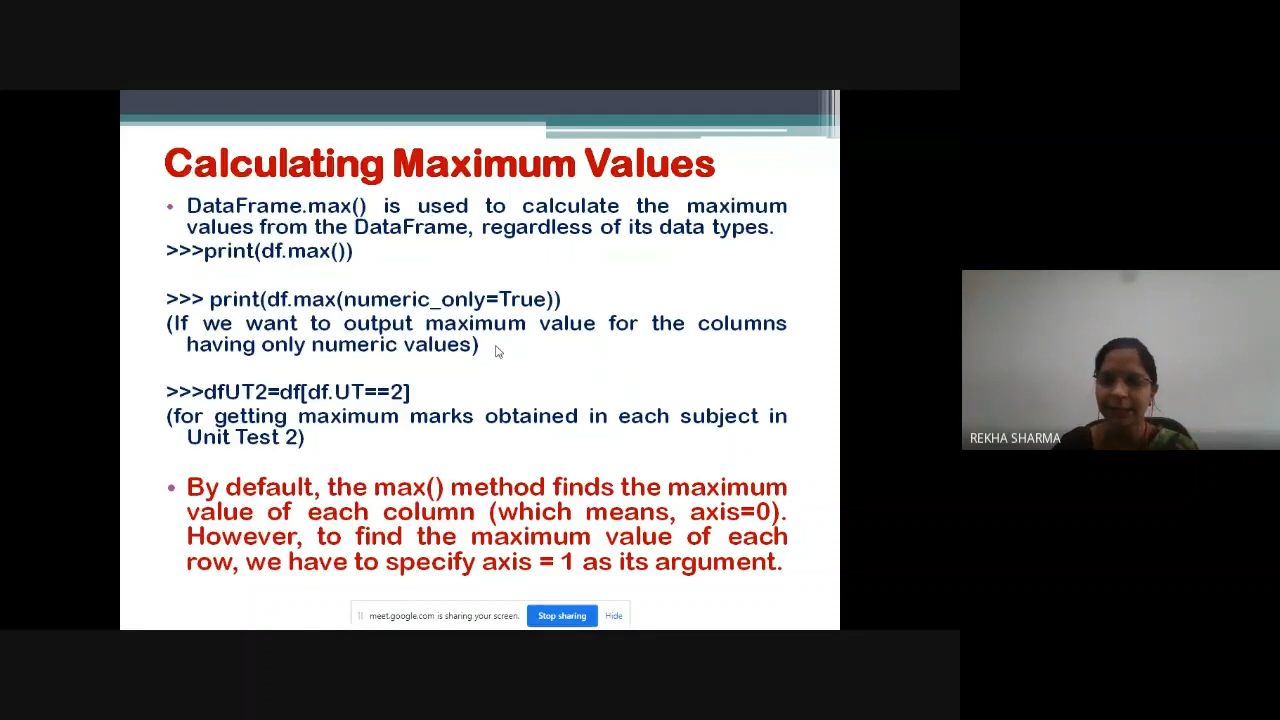 Calculating Maximum Values
• DataFrame.max() is used to calculate the maximum
values from the DataFrame, regardless of its data types.
>>>print(df.max())
>>> print(df.max(numeric_only=True))
(If we want to output maximum value for the columns
having only numeric values)
>>>dfUT2=df[df.UT==2]
(for getting maximum marks obtained in each subject in
Unit Test 2)
• By default, the max() method finds the maximum
value of each column (which means, axis=0).
However, to find the maximum value of each
row, we have to specify axis = 1 as its argument.
meet.google.com is sharing your screen. Stop sharing Hide
REKHA SHARMA